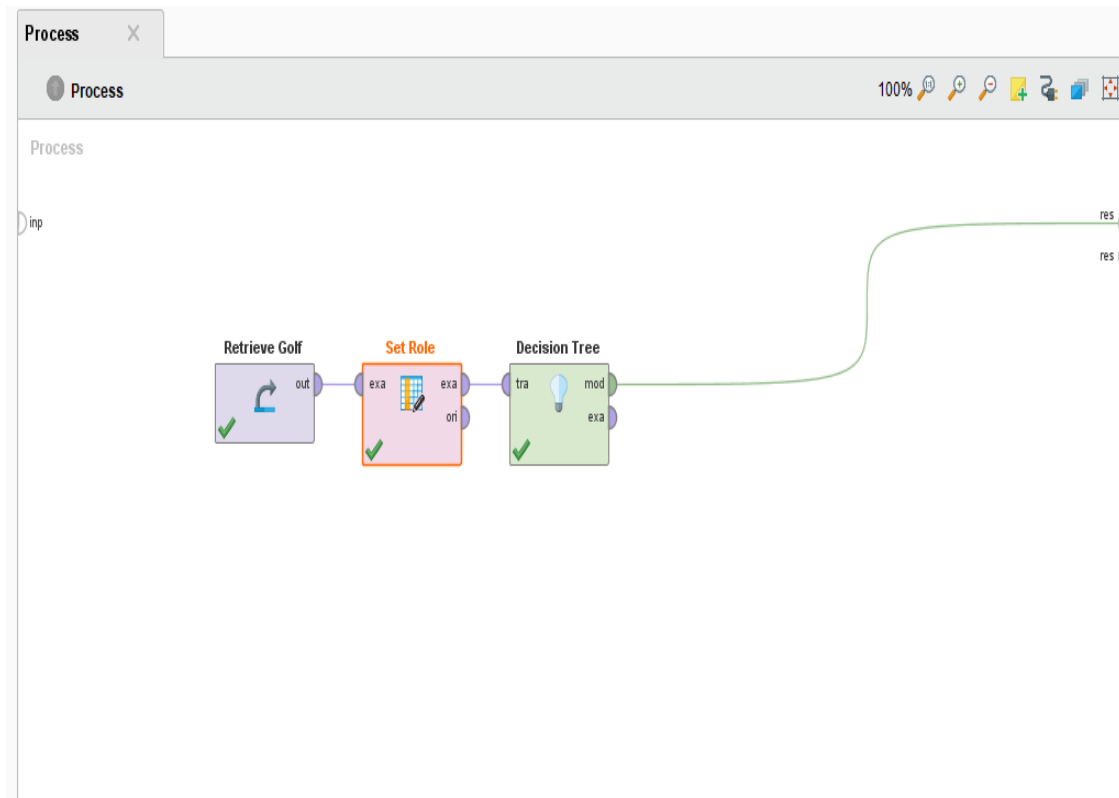 Process
Process
100%
Process
inp
res
res
Retrieve Golf
Set Role
Decision Tree
out
exa
exa
ori
tra
mod
exa